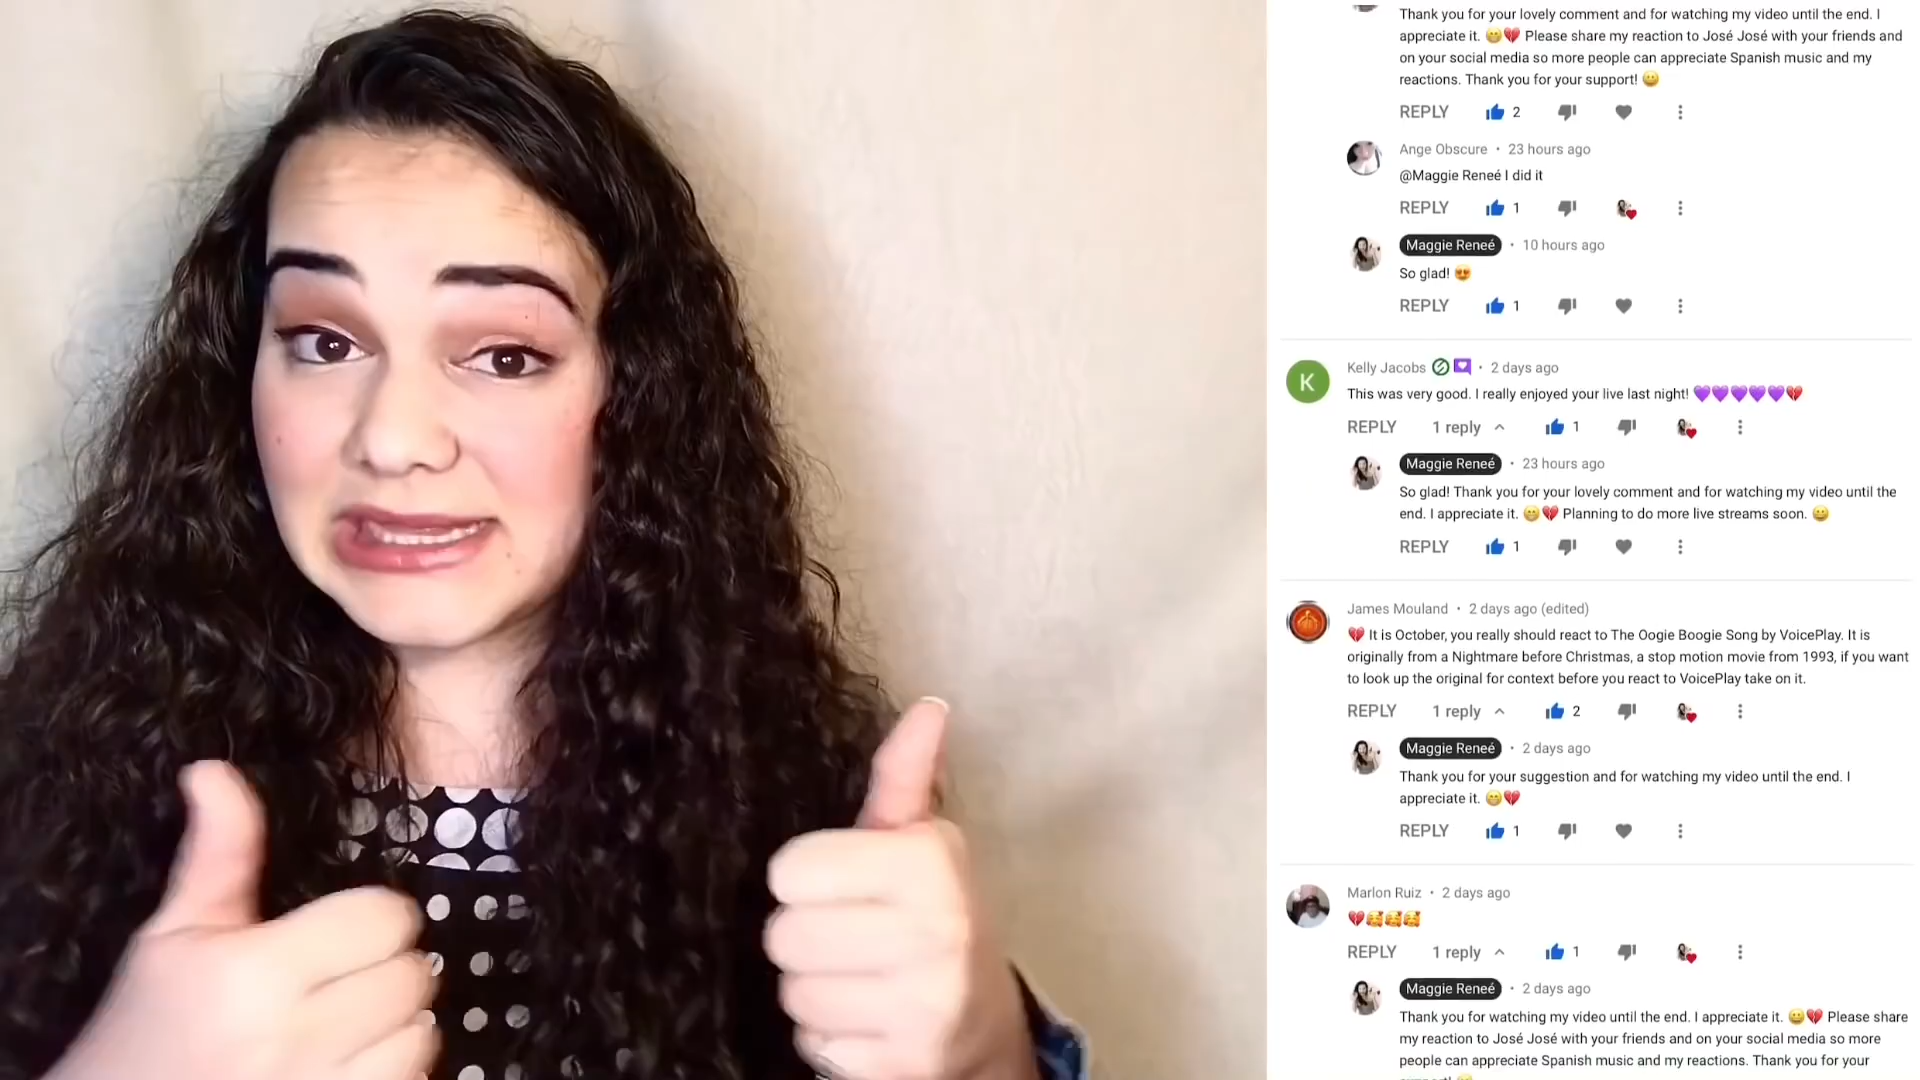 Thank you for your lovely comment and for watching my video until the end. I
appreciate it. 😁💔 Please share my reaction to José José with your friends and
on your social media so more people can appreciate Spanish music and my
reactions. Thank you for your support! 😀
REPLY 2
Ange Obscure • 23 hours ago
@Maggie Reneé I did it
REPLY 1
Maggie Reneé • 10 hours ago
So glad! 😍
REPLY 1
K
Kelly Jacobs • 2 days ago
This was very good. I really enjoyed your live last night! 💜💜💜💜💜💔
REPLY 1 reply 1
Maggie Reneé • 23 hours ago
So glad! Thank you for your lovely comment and for watching my video until the
end. I appreciate it. 😁💔 Planning to do more live streams soon. 😀
REPLY 1
James Mouland • 2 days ago (edited)
💔 It is October, you really should react to The Oogie Boogie Song by VoicePlay. It is
originally from a Nightmare before Christmas, a stop motion movie from 1993, if you want
to look up the original for context before you react to VoicePlay take on it.
REPLY 1 reply 2
Maggie Reneé • 2 days ago
Thank you for your suggestion and for watching my video until the end. I
appreciate it. 😁💔
REPLY 1
Marlon Ruiz • 2 days ago
💔🥰🥰🥰
REPLY 1 reply 1
Maggie Reneé • 2 days ago
Thank you for watching my video until the end. I appreciate it. 😀💔 Please share
my reaction to José José with your friends and on your social media so more
people can appreciate Spanish music and my reactions. Thank you for your
support!